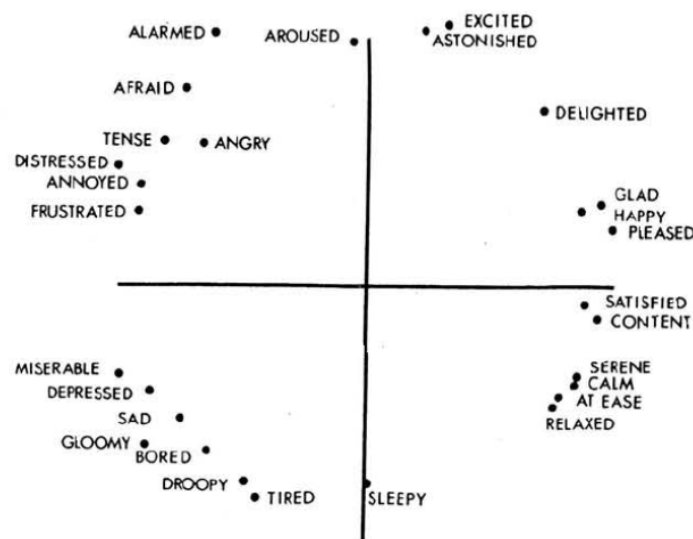 EXCITED
ALARMED
AROUSED
ASTONISHED
AFRAID
DELIGHTED
TENSE
ANGRY
DISTRESSED
ANNOYED
FRUSTRATED
GLAD
HAPPY
PLEASED
SATISFIED
CONTENT
MISERABLE
DEPRESSED
SAD
GLOOMY
BORED
DROOPY
TIRED
SLEEPY
SERENE
CALM
AT EASE
RELAXED